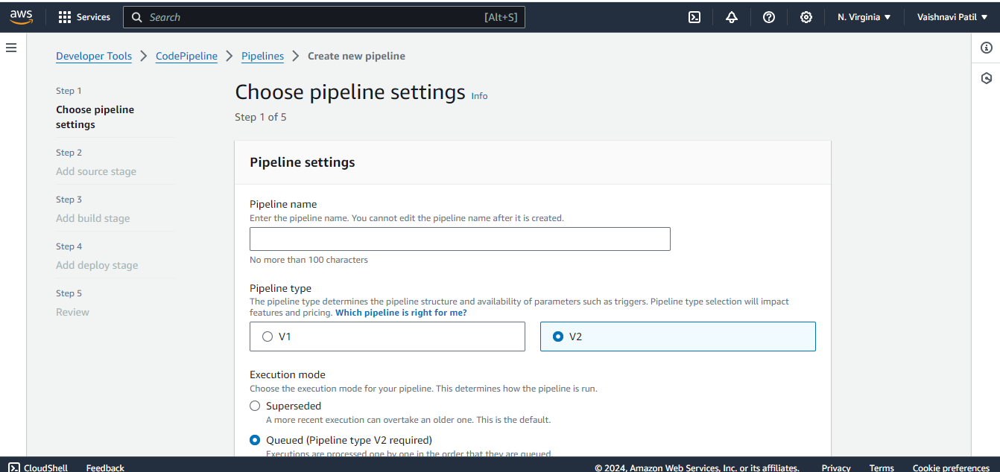 aws
Services
Search
[Alt+S]
N. Virginia
Vaishnavi Patil
Developer Tools
CodePipeline
Pipelines
Create new pipeline
Step 1
Choose pipeline
settings
Step 2
Add source stage
Step 3
Add build stage
Step 4
Add deploy stage
Step 5
Review
Choose pipeline settings Info
Step 1 of 5
Pipeline settings
Pipeline name
Enter the pipeline name. You cannot edit the pipeline name after it is created.
No more than 100 characters
Pipeline type
The pipeline type determines the pipeline structure and availability of parameters such as triggers. Pipeline type selection will impact
features and pricing. Which pipeline is right for me?
V1
V2
Execution mode
Choose the execution mode for your pipeline. This determines how the pipeline is run.
Superseded
A more recent execution can overtake an older one. This is the default.
Queued (Pipeline type V2 required)
Executions are processed one by one in the order that they are queued.
CloudShell
Feedback
© 2024, Amazon Web Services, Inc. or its affiliates.
Privacy
Terms
Cookie preferences